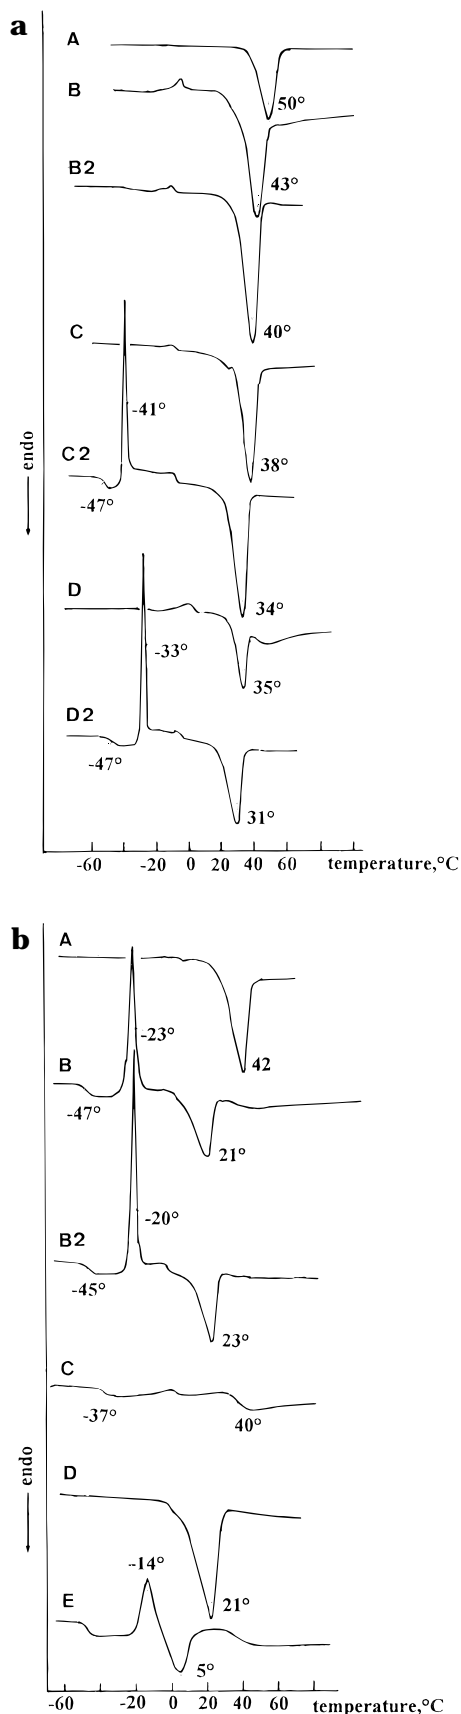 a
A
50°
B
43°
B2
40°
C
-41°
38°
endo
C2
-47°
34°
D
-33°
35°
D2
-47°
31°
-60 -20 0 20 40 60 temperature,°C
b
A
-23°
42
B
-47°
21°
-20°
B2
-45°
23°
C
-37°
40°
endo
D
-14°
21°
E
5°
-60 -40 -20 0 20 40 60 80 temperature,°C